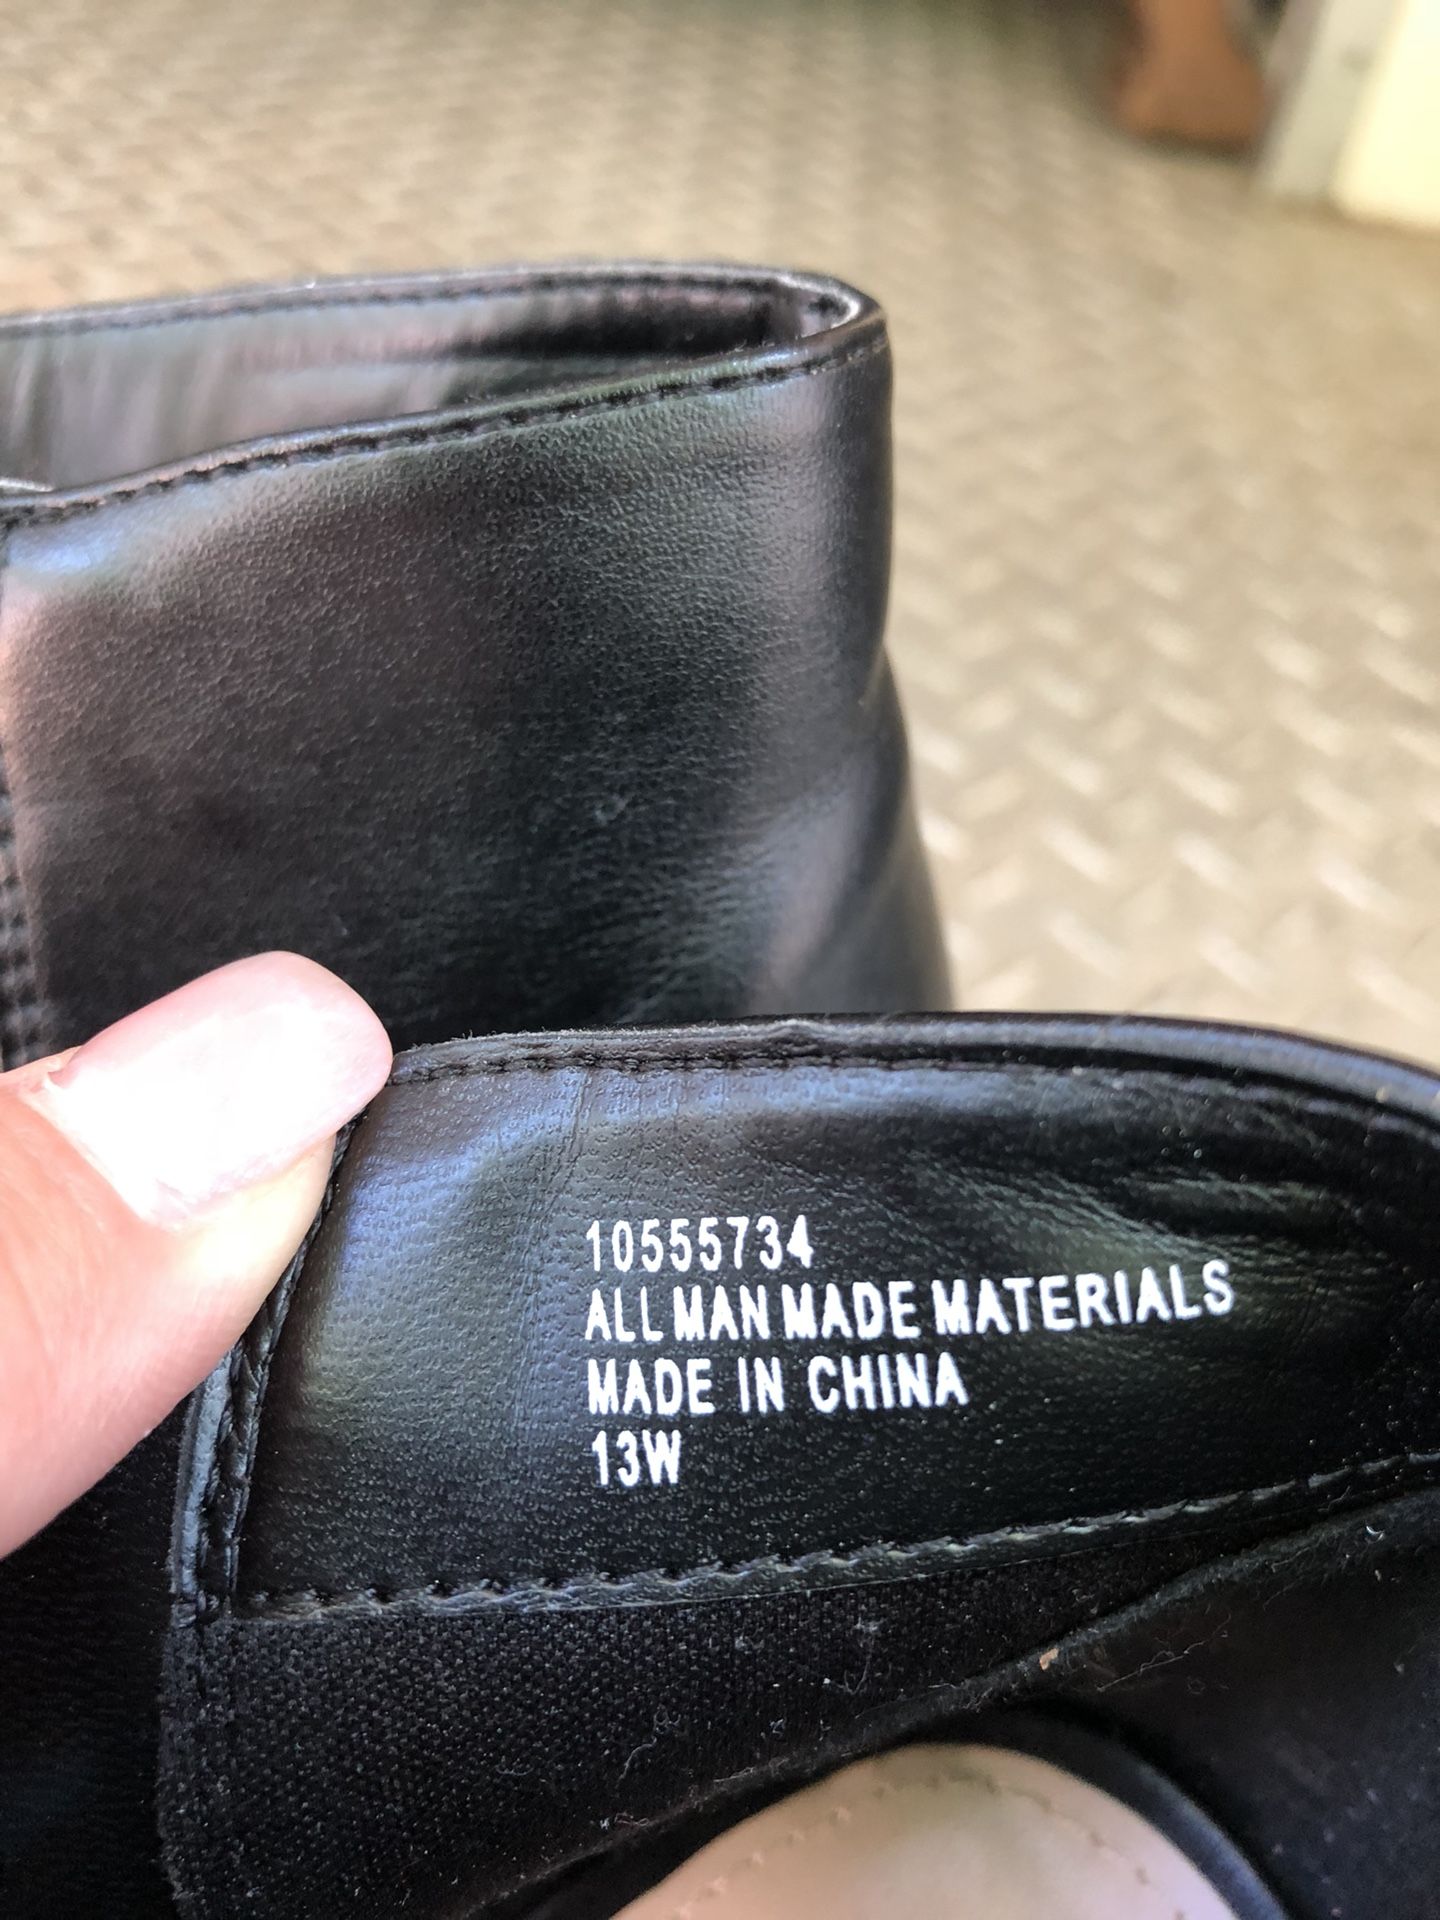 10555734
ALL MAN MADE MATERIALS
MADE IN CHINA
13W